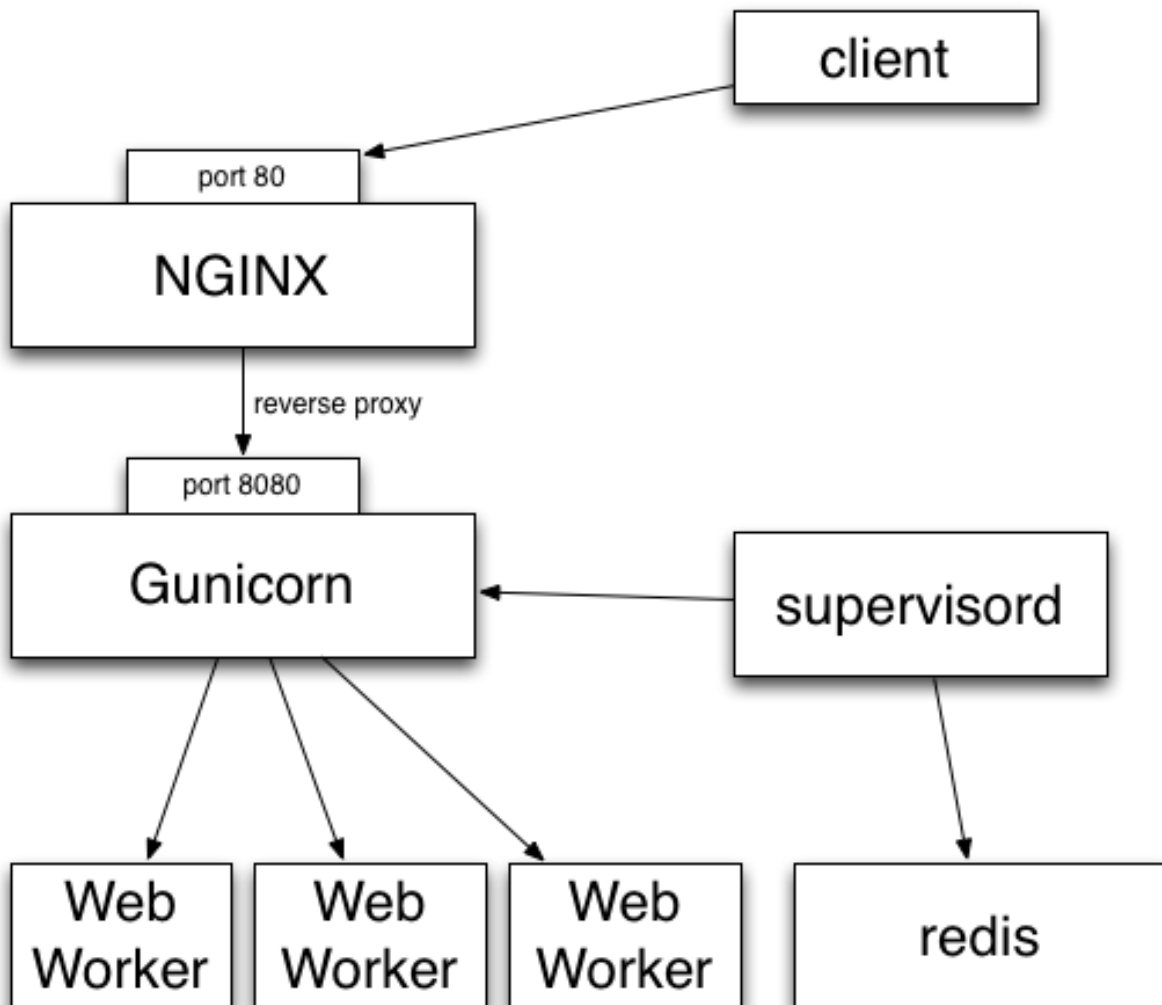 client
port 80
NGINX
reverse proxy
port 8080
Gunicorn
supervisord
Web
Worker
Web
Worker
Web
Worker
redis